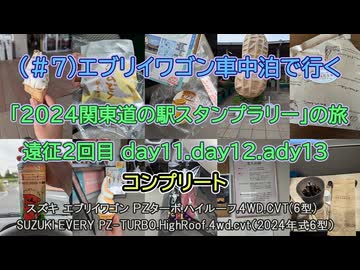 (#7)エブリィワゴン車中泊で行く
「2024関東道の駅スタンプラリー」の旅
遠征2回目 day11.day12.ady13
コンプリート
スズキ エブリィワゴン PZターボ.ハイルーフ.4WD.CVT(6型)
SUZUKI EVERY PZ-TURBO.HighRoof.4wd.cvt(2024年式6型)